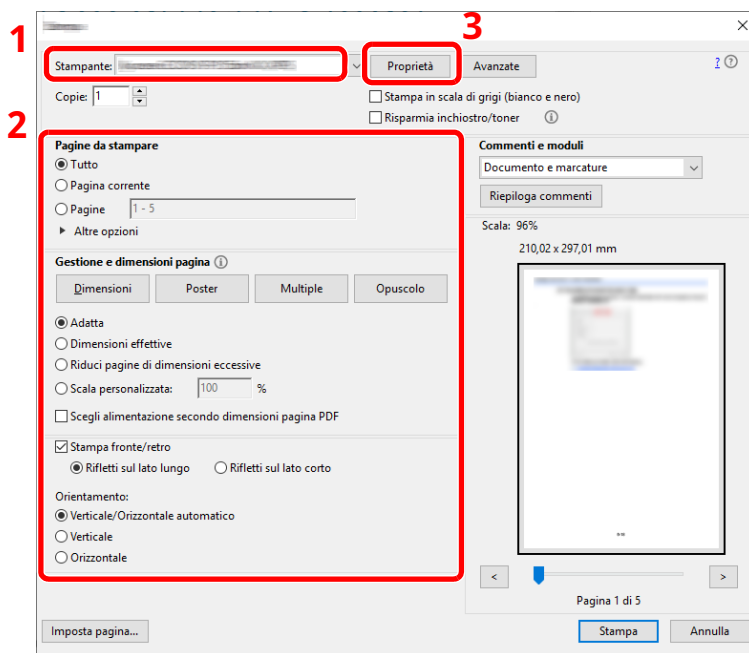 1
3
Stampante:
Proprietà
Avanzate
?
Copie: 1
Stampa in scala di grigi (bianco e nero)
Risparmia inchiostro/toner
2
Pagine da stampare
Tutto
Pagina corrente
Pagine 1 - 5
Altre opzioni
Gestione e dimensioni pagina
Dimensioni
Poster
Multiple
Opuscolo
Adatta
Dimensioni effettive
Riduci pagine di dimensioni eccessive
Scala personalizzata: 100 %
Scegli alimentazione secondo dimensioni pagina PDF
Stampa fronte/retro
Rifletti sul lato lungo
Rifletti sul lato corto
Orientamento:
Verticale/Orizzontale automatico
Verticale
Orizzontale
Commenti e moduli
Documento e marcature
Riepiloga commenti
Scala: 96%
210,02 x 297,01 mm
<
>
Pagina 1 di 5
Imposta pagina...
Stampa
Annulla